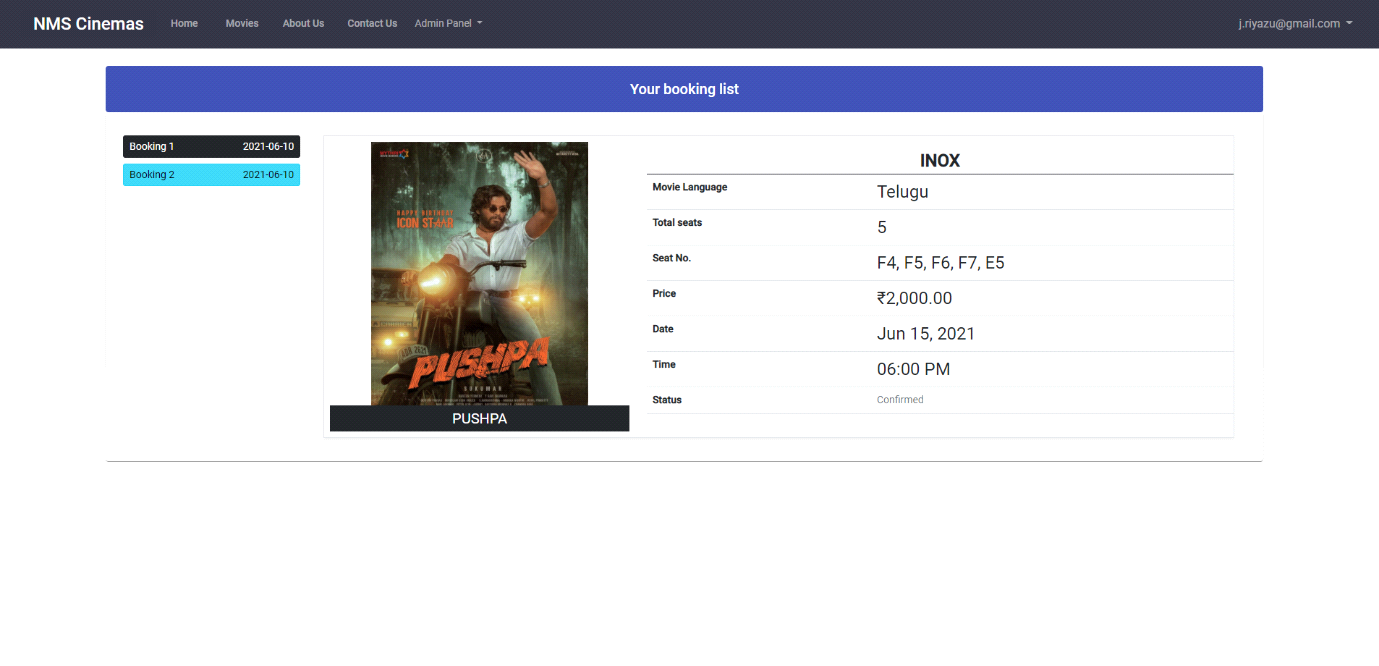 NMS Cinemas Home Movies About Us Contact Us Admin Panel j.riyazu@gmail.com
Your booking list
Booking 1 2021-06-10
Booking 2 2021-06-10
HAPPY BIRTHDAY
ICON STAAR
PUSHPA
SUKUMAR
PUSHPA
INOX
Movie Language Telugu
Total seats 5
Seat No. F4, F5, F6, F7, E5
Price ₹2,000.00
Date Jun 15, 2021
Time 06:00 PM
Status Confirmed